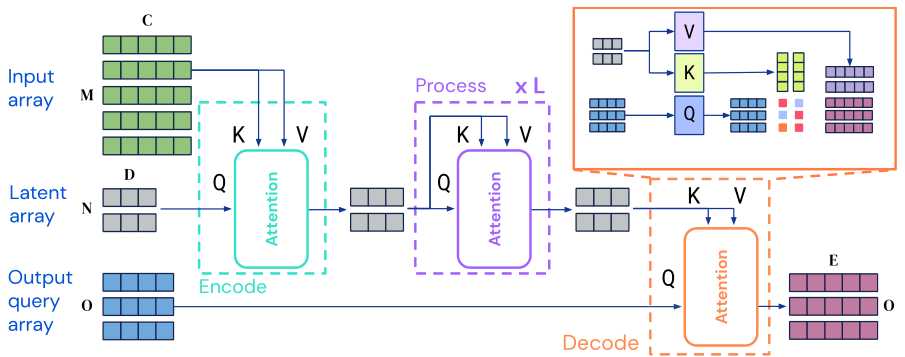 C
Input
array
M
K
V
Q
Attention
Encode
D
Latent
array
N
Process
x L
K
V
Q
Attention
Output
query
array
O
V
K
Q
K
V
Q
Attention
Decode
E
O